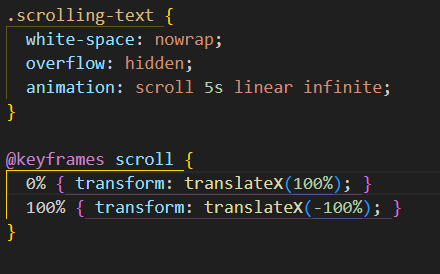 .scrolling-text {
  white-space: nowrap;
  overflow: hidden;
  animation: scroll 5s linear infinite;
}

@keyframes scroll {
  0% { transform: translateX(100%); }
  100% { transform: translateX(-100%); }
}